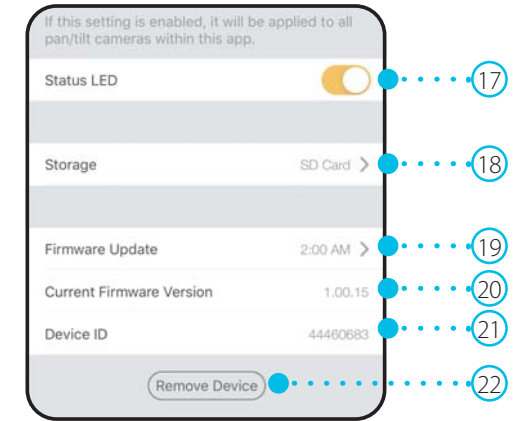 If this setting is enabled, it will be applied to all
pan/tilt cameras within this app.
Status LED 17
Storage SD Card > 18
Firmware Update 2:00 AM > 19
Current Firmware Version 1.00.15 20
Device ID 44460683 21
Remove Device 22